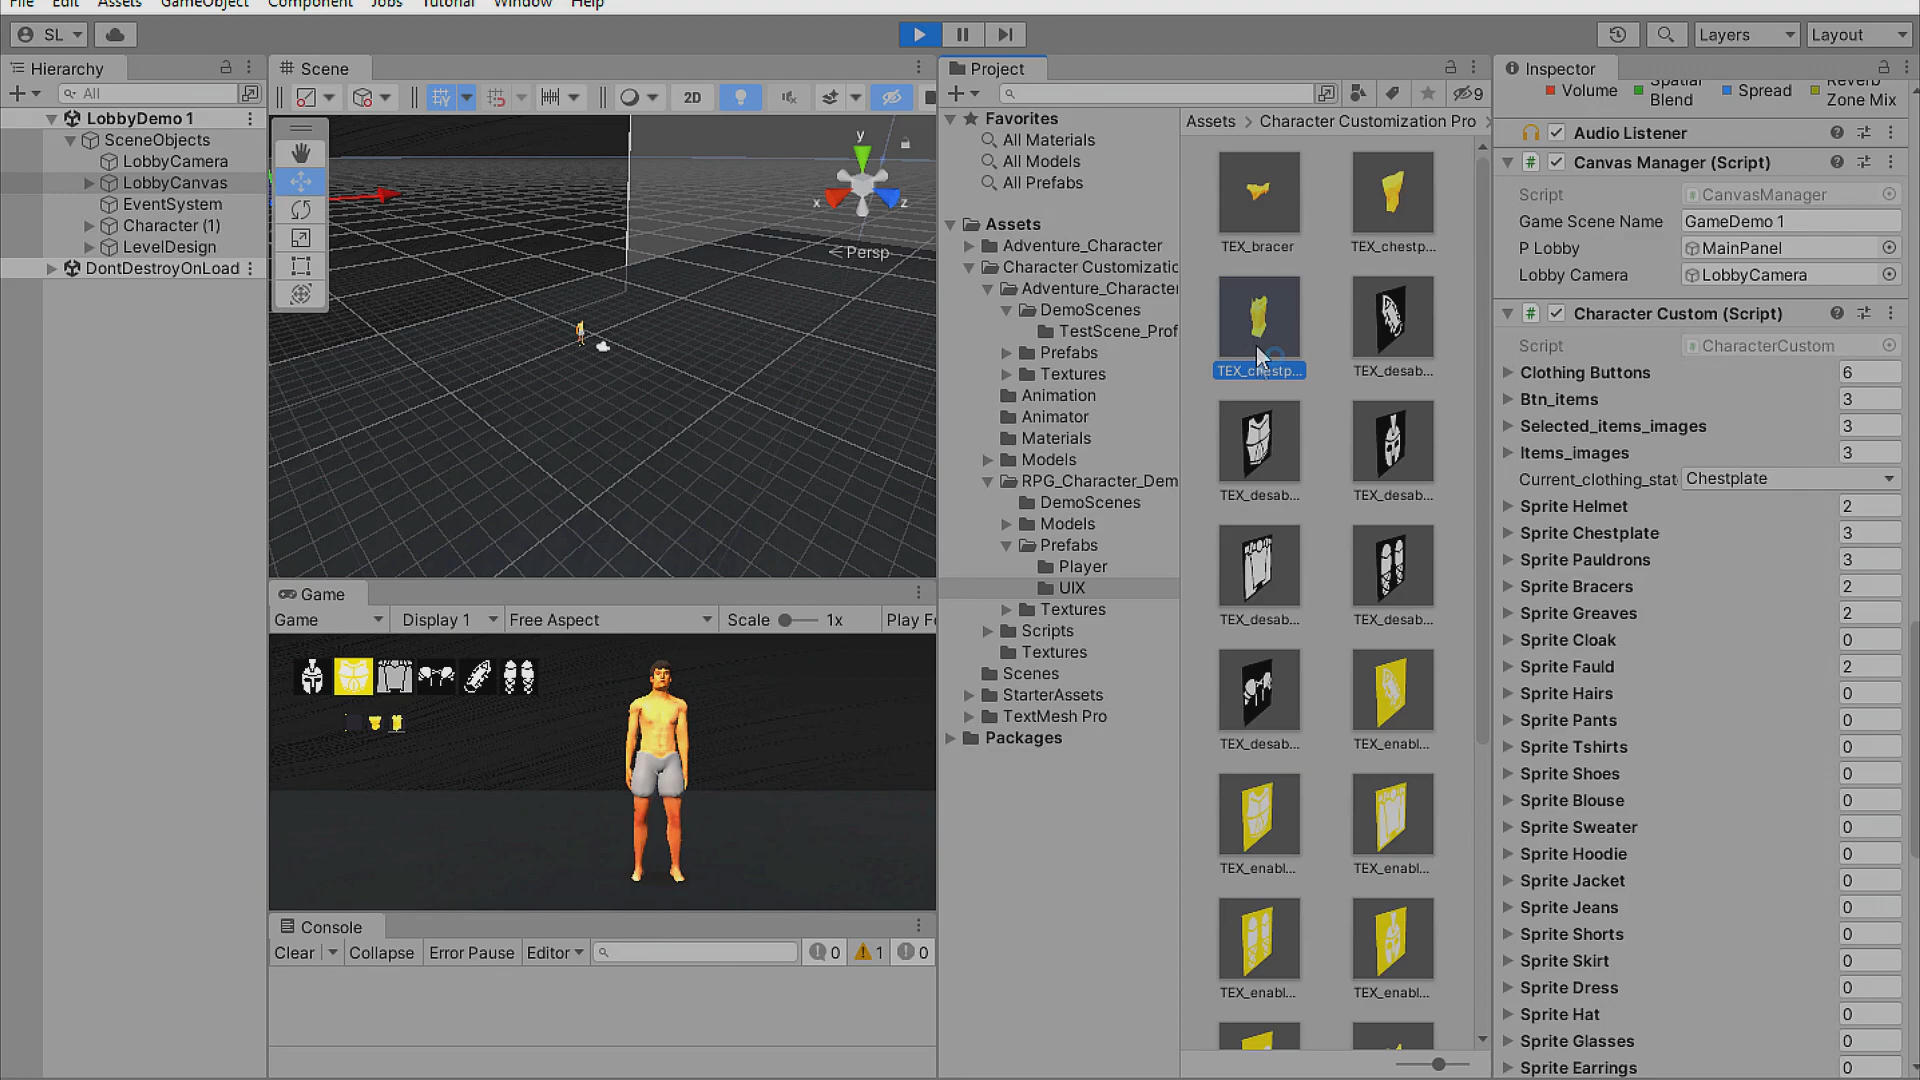 File Edit Assets GameObject Component Jobs Tutorial Window Help
SL
Layers
Layout
Hierarchy
All
LobbyDemo 1
SceneObjects
LobbyCamera
LobbyCanvas
EventSystem
Character (1)
LevelDesign
DontDestroyOnLoad
Scene
2D
y
x
z
Persp
Game
Game
Display 1
Free Aspect
Scale
1x
Play Fo
Console
Clear
Collapse
Error Pause
Editor
0
1
0
Project
9
Favorites
All Materials
All Models
All Prefabs
Assets
Adventure_Character
Character Customizatic
Adventure_Character
DemoScenes
TestScene_Prof
Prefabs
Textures
Animation
Animator
Materials
Models
RPG_Character_Dem
DemoScenes
Models
Prefabs
Player
UIX
Textures
Scripts
Textures
Scenes
StarterAssets
TextMesh Pro
Packages
Assets > Character Customization Pro >
TEX_bracer
TEX_chestp...
TEX_chestp...
TEX_desab...
TEX_desab...
TEX_desab...
TEX_desab...
TEX_desab...
TEX_desab...
TEX_enabl...
TEX_enabl...
TEX_enabl...
TEX_enabl...
TEX_enabl...
Inspector
Volume
Spatial
Blend
Spread
Reverb
Zone Mix
Audio Listener
Canvas Manager (Script)
Script
CanvasManager
Game Scene Name
GameDemo 1
P Lobby
MainPanel
Lobby Camera
LobbyCamera
Character Custom (Script)
Script
CharacterCustom
Clothing Buttons 6
Btn_items 3
Selected_items_images 3
Items_images 3
Current_clothing_stat Chestplate
Sprite Helmet 2
Sprite Chestplate 3
Sprite Pauldrons 3
Sprite Bracers 2
Sprite Greaves 2
Sprite Cloak 0
Sprite Fauld 2
Sprite Hairs 0
Sprite Pants 0
Sprite Tshirts 0
Sprite Shoes 0
Sprite Blouse 0
Sprite Sweater 0
Sprite Hoodie 0
Sprite Jacket 0
Sprite Jeans 0
Sprite Shorts 0
Sprite Skirt 0
Sprite Dress 0
Sprite Hat 0
Sprite Glasses 0
Sprite Earrings 0